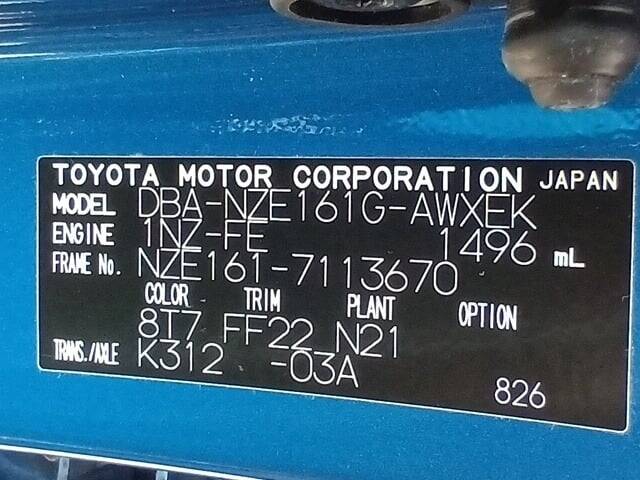 TOYOTA MOTOR CORPORATION JAPAN
MODEL DBA-NZE161G-AWXEK
ENGINE 1NZ-FE 1496 mL
FRAME No. NZE161-7113670
COLOR TRIM PLANT OPTION
8T7 FF22 N21
TRANS./AXLE K312 -03A
826